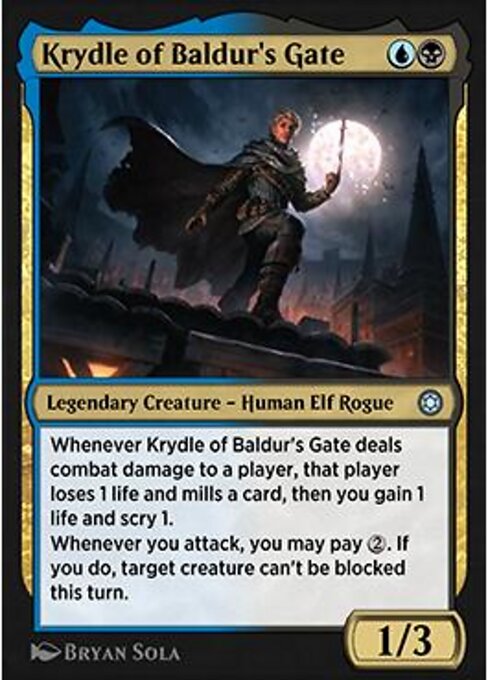 Krydle of Baldur's Gate
Legendary Creature – Human Elf Rogue
Whenever Krydle of Baldur's Gate deals
combat damage to a player, that player
loses 1 life and mills a card, then you gain 1
life and scry 1.
Whenever you attack, you may pay 2. If
you do, target creature can't be blocked
this turn.
1/3
Bryan Sola